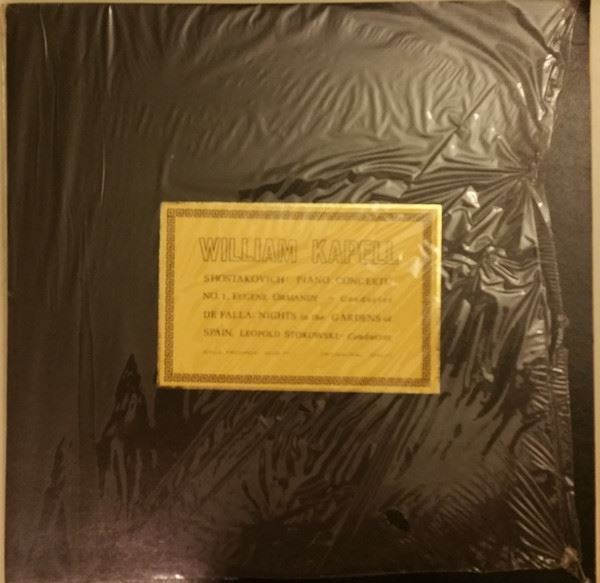 WILLIAM KAPELL
SHOSTAKOVICH: PIANO CONCERTO
NO. 1, EUGENE ORMANDY – Conductor
DE FALLA: NIGHTS in the GARDENS of
SPAIN, LEOPOLD STOKOWSKI– Conductor